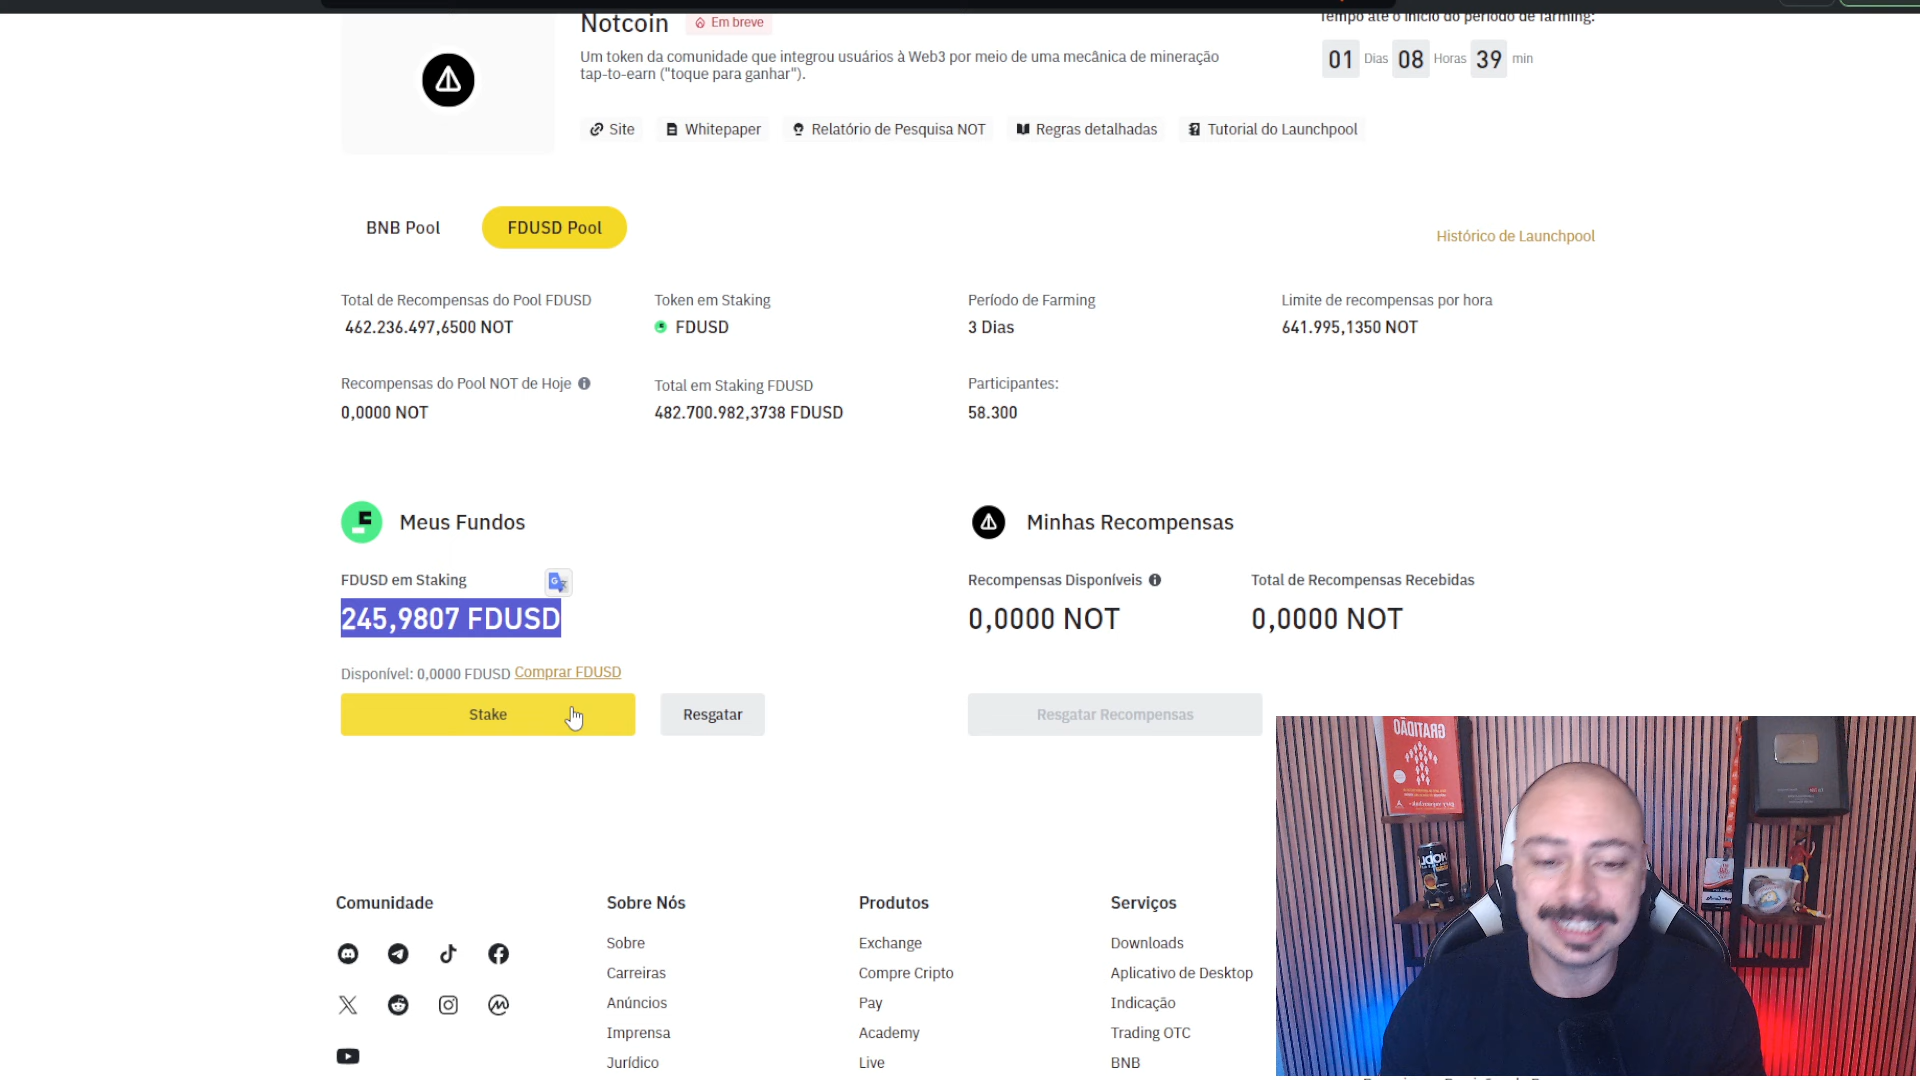 Notcoin
Em breve
Tempo até o início do período de farming:
Um token da comunidade que integrou usuários à Web3 por meio de uma mecânica de mineração
tap-to-earn ("toque para ganhar").
01 Dias 08 Horas 39 min
Site
Whitepaper
Relatório de Pesquisa NOT
Regras detalhadas
Tutorial do Launchpool
BNB Pool
FDUSD Pool
Histórico de Launchpool
Total de Recompensas do Pool FDUSD
462.236.497,6500 NOT
Token em Staking
FDUSD
Período de Farming
3 Dias
Limite de recompensas por hora
641.995,1350 NOT
Recompensas do Pool NOT de Hoje
0,0000 NOT
Total em Staking FDUSD
482.700.982,3738 FDUSD
Participantes:
58.300
Meus Fundos
FDUSD em Staking
245,9807 FDUSD
Disponível: 0,0000 FDUSD Comprar FDUSD
Stake
Resgatar
Minhas Recompensas
Recompensas Disponíveis
0,0000 NOT
Total de Recompensas Recebidas
0,0000 NOT
Resgatar Recompensas
GRATIDÃO
Comunidade
Sobre Nós
Sobre
Carreiras
Anúncios
Imprensa
Jurídico
Produtos
Exchange
Compre Cripto
Pay
Academy
Live
Serviços
Downloads
Aplicativo de Desktop
Indicação
Trading OTC
BNB